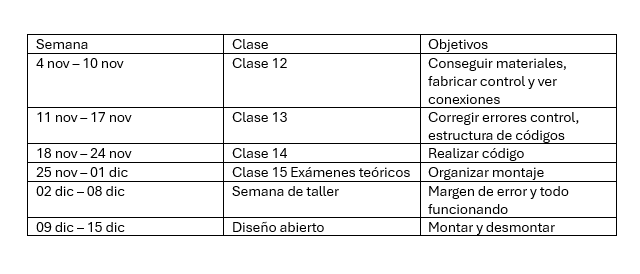 Semana Clase Objetivos
4 nov – 10 nov Clase 12 Conseguir materiales,
fabricar control y ver
conexiones
11 nov – 17 nov Clase 13 Corregir errores control,
estructura de códigos
18 nov – 24 nov Clase 14 Realizar código
25 nov – 01 dic Clase 15 Exámenes teóricos Organizar montaje
02 dic – 08 dic Semana de taller Margen de error y todo
funcionando
09 dic – 15 dic Diseño abierto Montar y desmontar